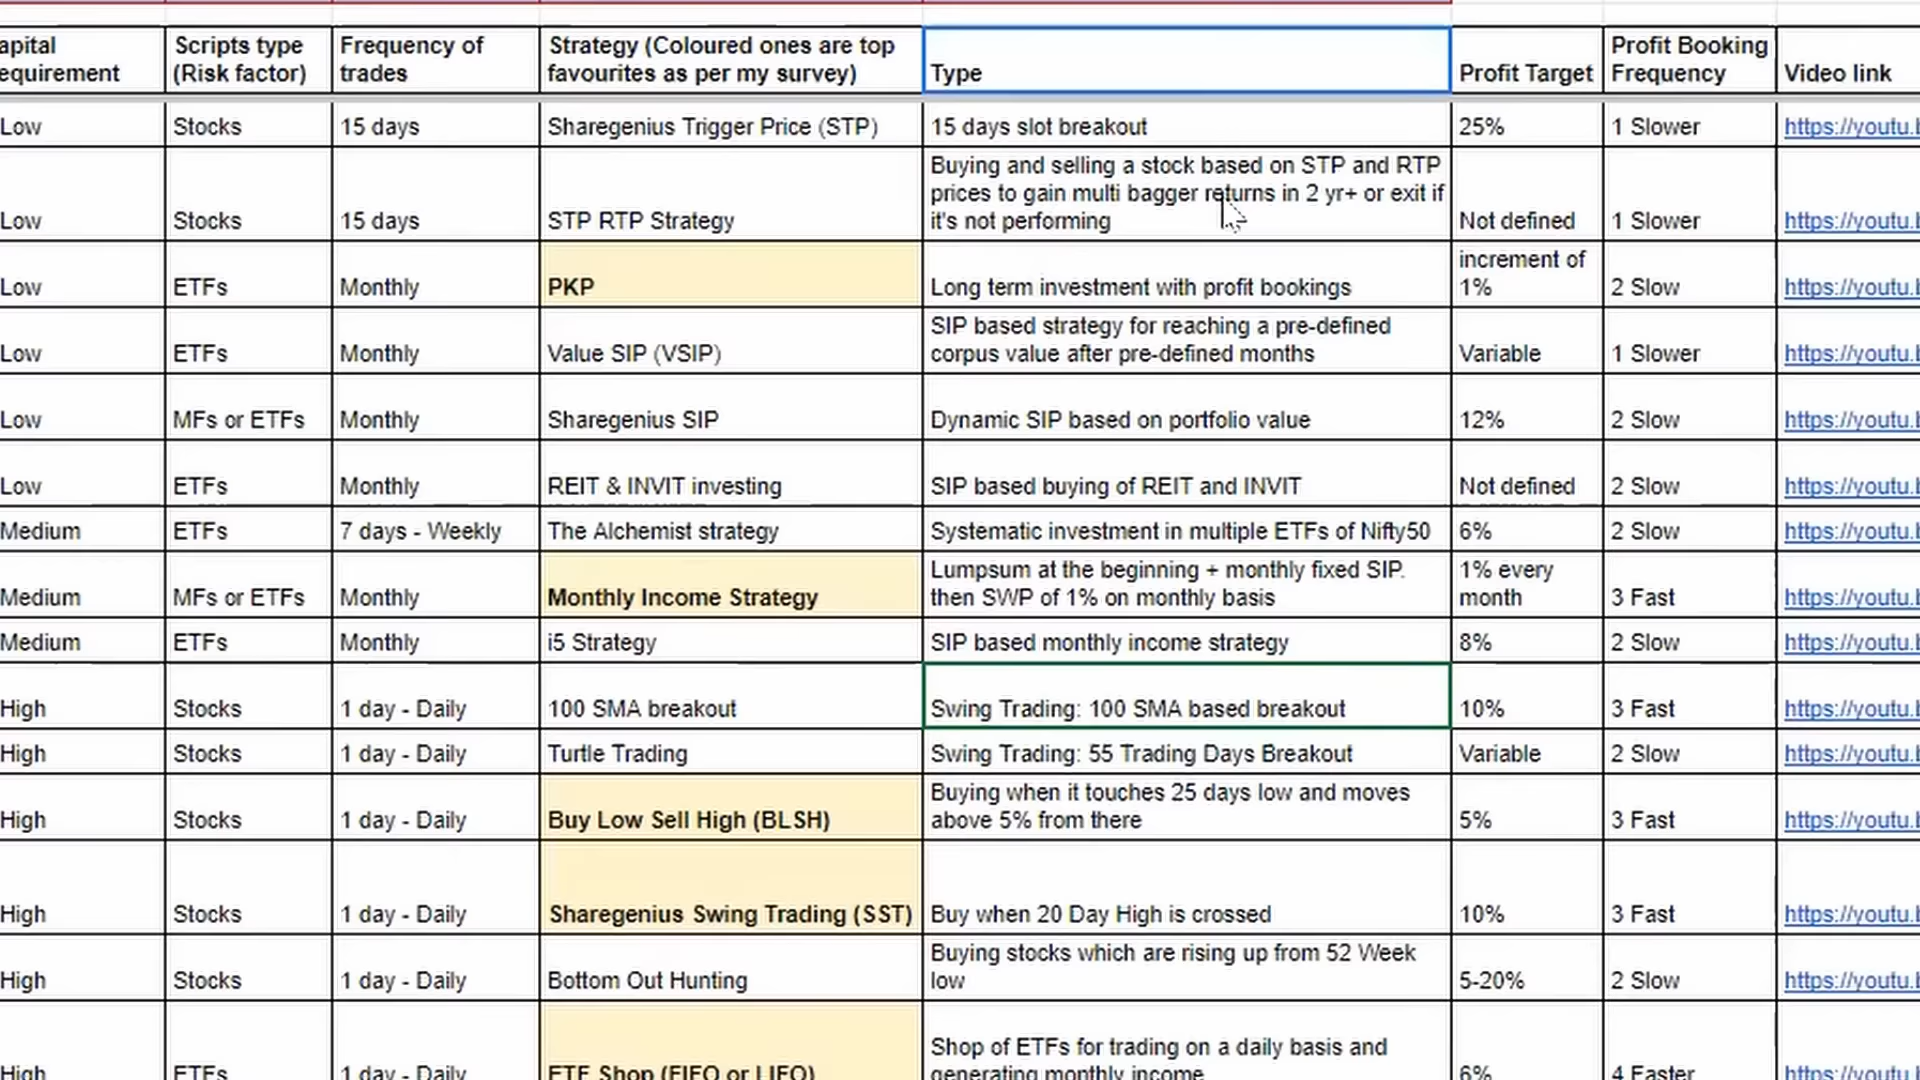 apital
equirement
Scripts type
(Risk factor)
Frequency of
trades
Strategy (Coloured ones are top
favourites as per my survey)
Type
Profit Target
Profit Booking
Frequency
Video link
Low
Stocks
15 days
Sharegenius Trigger Price (STP)
15 days slot breakout
25%
1 Slower
https://youtu.b
Low
Stocks
15 days
STP RTP Strategy
Buying and selling a stock based on STP and RTP
prices to gain multi bagger returns in 2 yr+ or exit if
it's not performing
Not defined
1 Slower
https://youtu.b
Low
ETFs
Monthly
PKP
Long term investment with profit bookings
increment of
1%
2 Slow
https://youtu.b
Low
ETFs
Monthly
Value SIP (VSIP)
SIP based strategy for reaching a pre-defined
corpus value after pre-defined months
Variable
1 Slower
https://youtu.b
Low
MFs or ETFs
Monthly
Sharegenius SIP
Dynamic SIP based on portfolio value
12%
2 Slow
https://youtu.b
Low
ETFs
Monthly
REIT & INVIT investing
SIP based buying of REIT and INVIT
Not defined
2 Slow
https://youtu.b
Medium
ETFs
7 days - Weekly
The Alchemist strategy
Systematic investment in multiple ETFs of Nifty50
6%
2 Slow
https://youtu.b
Medium
MFs or ETFs
Monthly
Monthly Income Strategy
Lumpsum at the beginning + monthly fixed SIP.
then SWP of 1% on monthly basis
1% every
month
3 Fast
https://youtu.b
Medium
ETFs
Monthly
i5 Strategy
SIP based monthly income strategy
8%
2 Slow
https://youtu.b
High
Stocks
1 day - Daily
100 SMA breakout
Swing Trading: 100 SMA based breakout
10%
3 Fast
https://youtu.b
High
Stocks
1 day - Daily
Turtle Trading
Swing Trading: 55 Trading Days Breakout
Variable
2 Slow
https://youtu.b
High
Stocks
1 day - Daily
Buy Low Sell High (BLSH)
Buying when it touches 25 days low and moves
above 5% from there
5%
3 Fast
https://youtu.b
High
Stocks
1 day - Daily
Sharegenius Swing Trading (SST)
Buy when 20 Day High is crossed
10%
3 Fast
https://youtu.b
High
Stocks
1 day - Daily
Bottom Out Hunting
Buying stocks which are rising up from 52 Week
low
5-20%
2 Slow
https://youtu.b
High
ETFs
1 day - Daily
ETF Shop (FIFO or LIFO)
Shop of ETFs for trading on a daily basis and
generating monthly income
6%
4 Faster
https://youtu.b